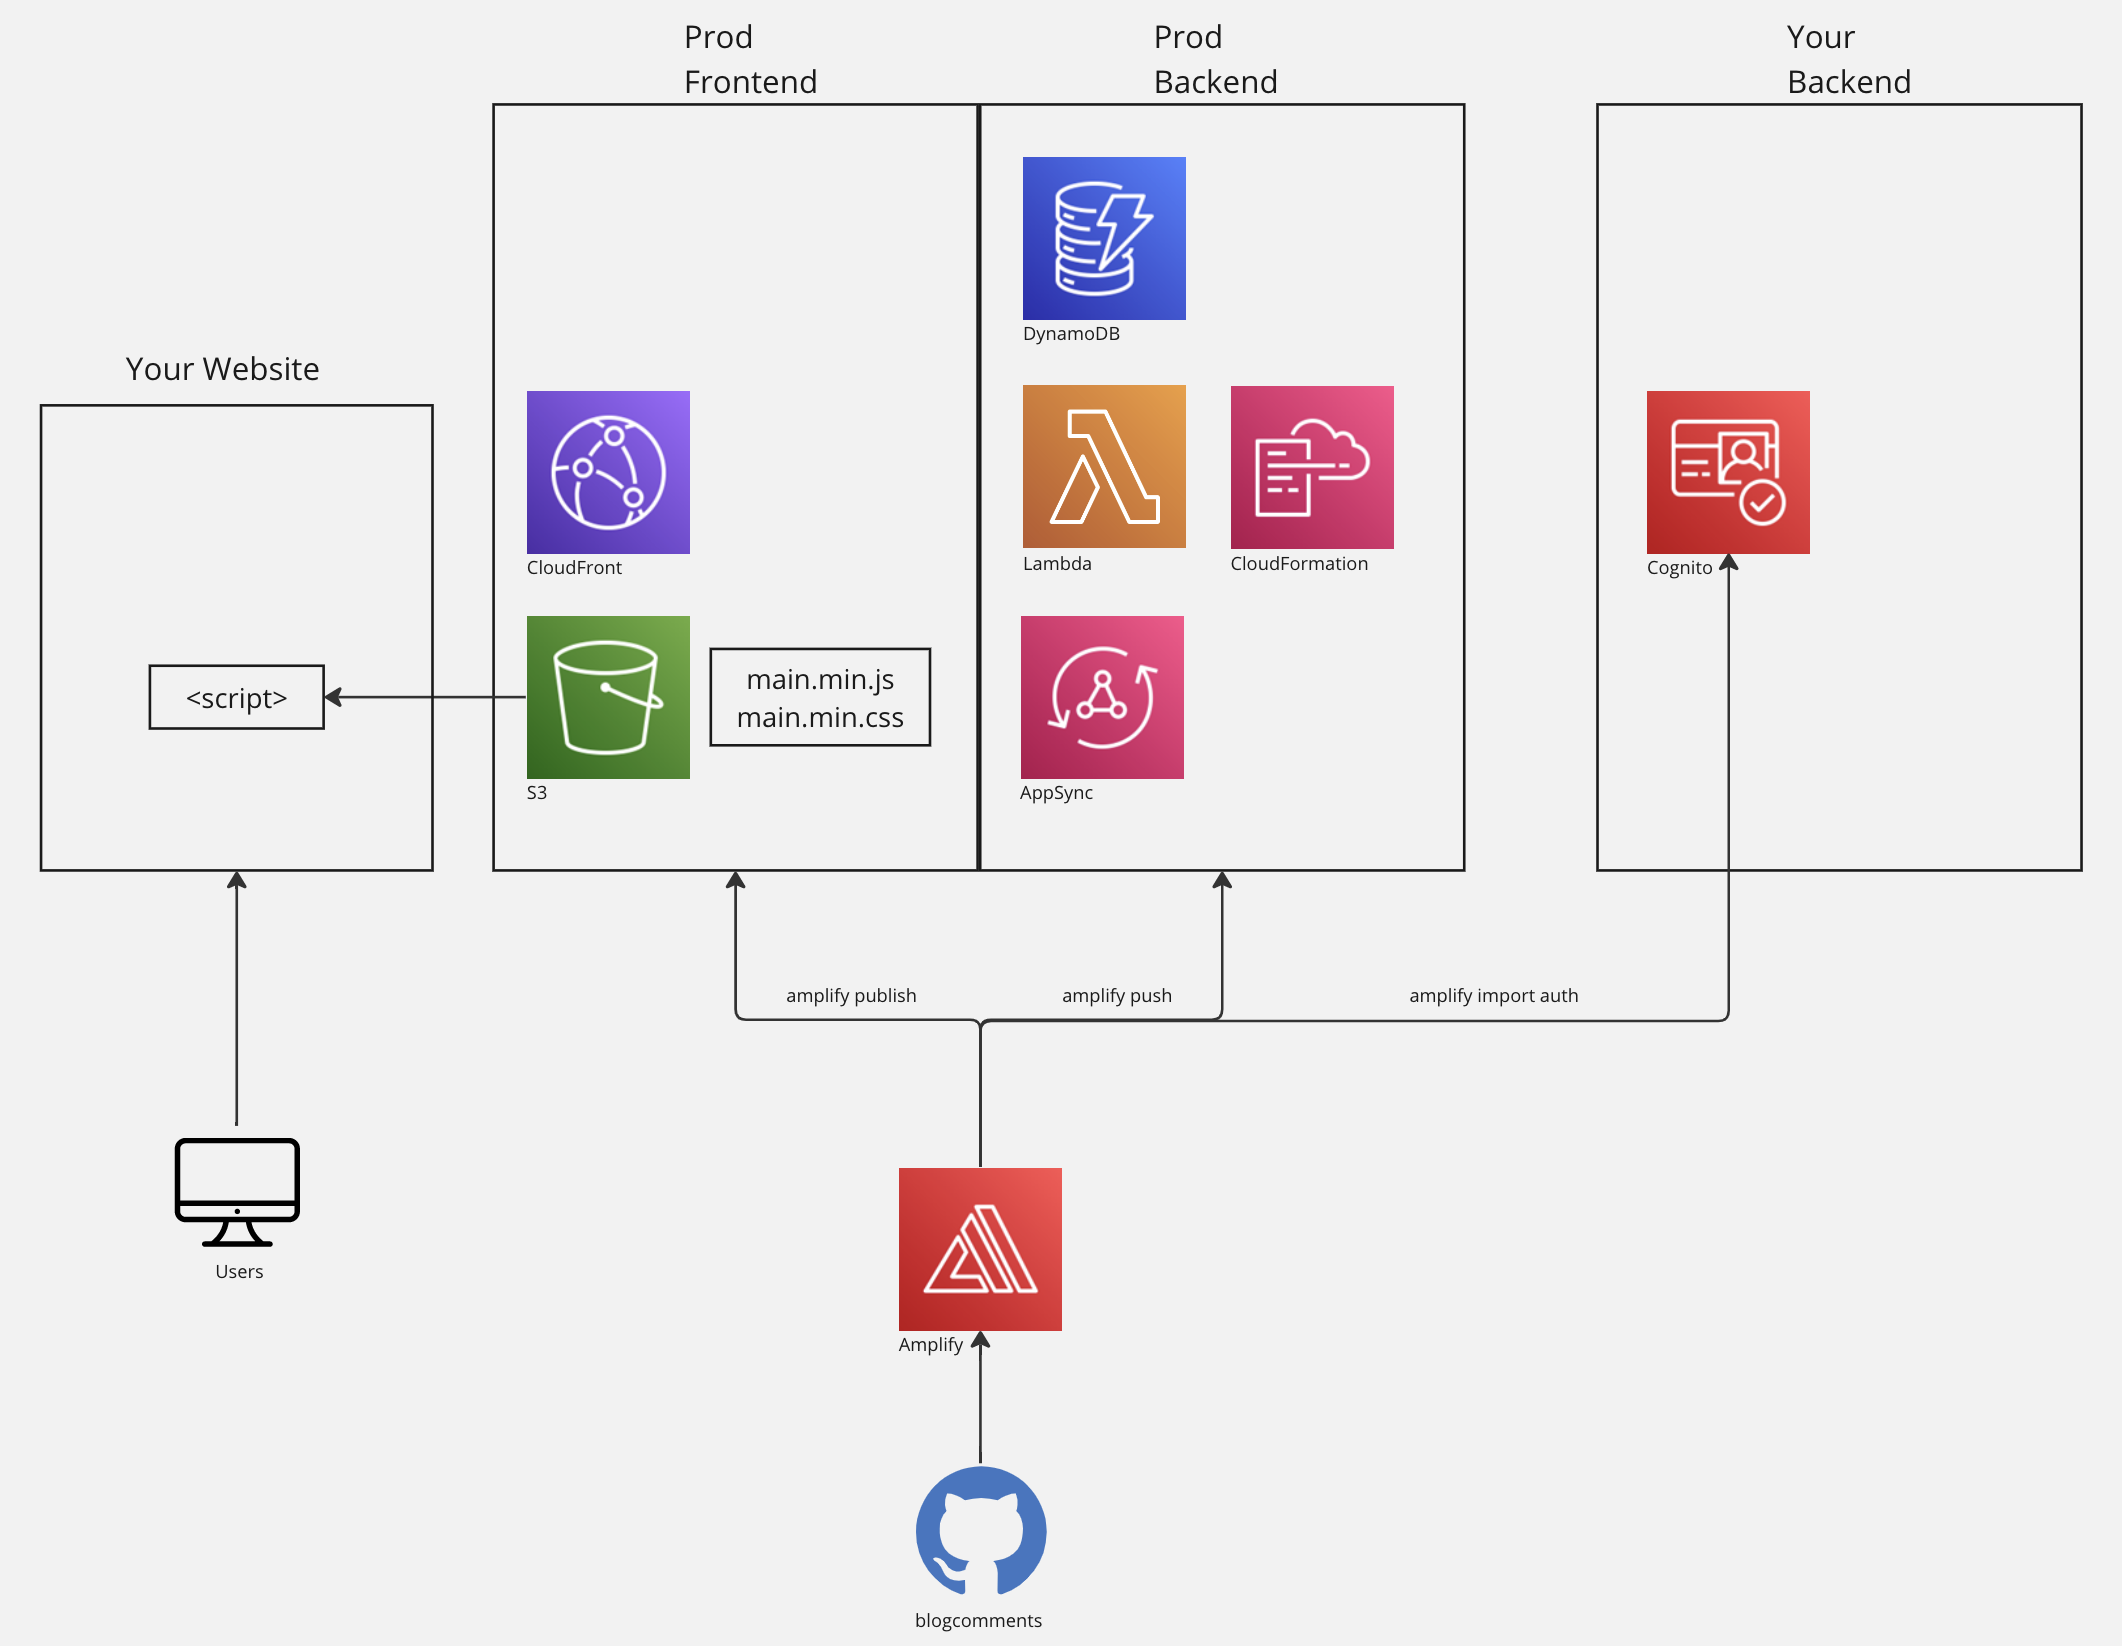 Prod
Frontend
Prod
Backend
Your
Backend
DynamoDB
Your Website
CloudFront
Lambda
CloudFormation
Cognito
<script>
main.min.js
main.min.css
S3
AppSync
amplify publish
amplify push
amplify import auth
Users
Amplify
blogcomments